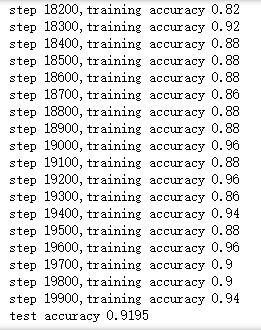 step 18200,training accuracy 0.82
step 18300,training accuracy 0.92
step 18400,training accuracy 0.88
step 18500,training accuracy 0.88
step 18600,training accuracy 0.88
step 18700,training accuracy 0.86
step 18800,training accuracy 0.88
step 18900,training accuracy 0.88
step 19000,training accuracy 0.96
step 19100,training accuracy 0.88
step 19200,training accuracy 0.96
step 19300,training accuracy 0.86
step 19400,training accuracy 0.94
step 19500,training accuracy 0.88
step 19600,training accuracy 0.96
step 19700,training accuracy 0.9
step 19800,training accuracy 0.9
step 19900,training accuracy 0.94
test accuracy 0.9195